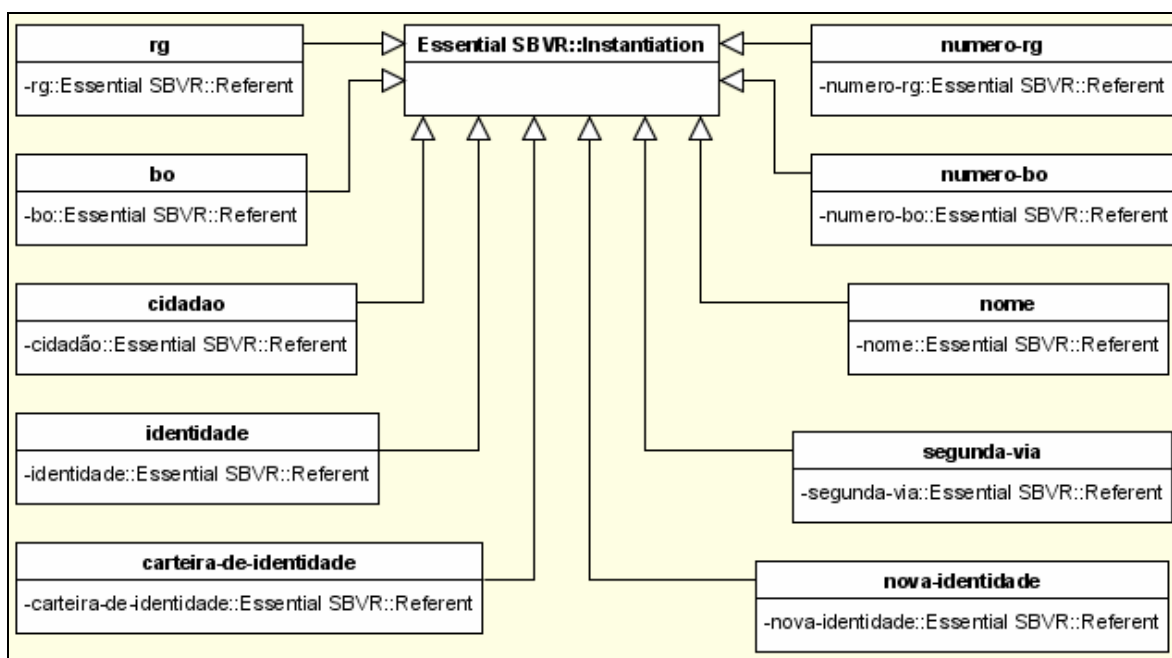 rg
-rg::Essential SBVR::Referent
Essential SBVR::Instantiation
numero-rg
-numero-rg::Essential SBVR::Referent
bo
-bo::Essential SBVR::Referent
numero-bo
-numero-bo::Essential SBVR::Referent
cidadao
-cidadão::Essential SBVR::Referent
nome
-nome::Essential SBVR::Referent
identidade
-identidade::Essential SBVR::Referent
segunda-via
-segunda-via::Essential SBVR::Referent
carteira-de-identidade
-carteira-de-identidade::Essential SBVR::Referent
nova-identidade
-nova-identidade::Essential SBVR::Referent